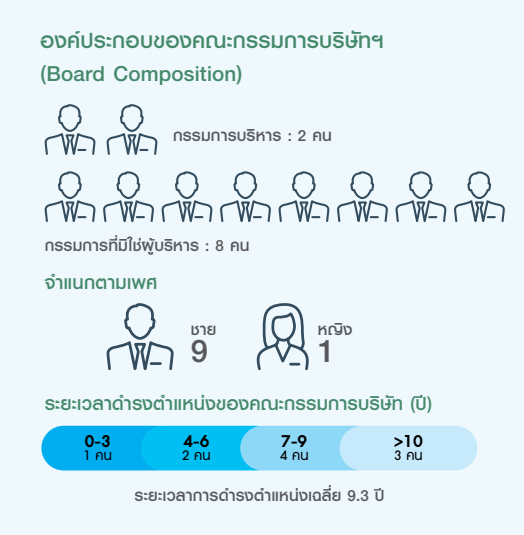 องค์ประกอบของคณะกรรมการบริษัทฯ
(Board Composition)
กรรมการบริหาร : 2 คน
กรรมการที่มิใช่ผู้บริหาร : 8 คน
จำแนกตามเพศ
ชาย
9
หญิง
1
ระยะเวลาดำรงตำแหน่งของคณะกรรมการบริษัท (ปี)
0-3 4-6 7-9 >10
1 คน 2 คน 4 คน 3 คน
ระยะเวลาการดำรงตำแหน่งเฉลี่ย 9.3 ปี